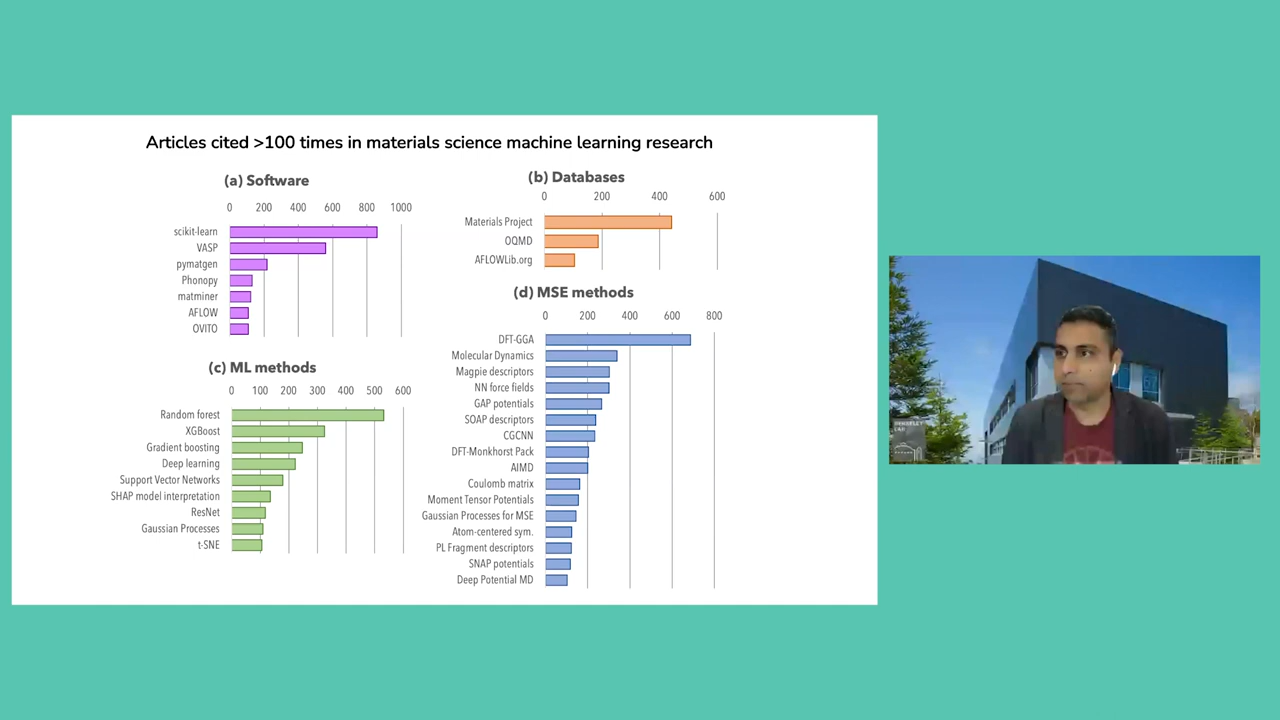 Articles cited >100 times in materials science machine learning research
(a) Software
0 200 400 600 800 1000
scikit-learn
VASP
pymatgen
Phonopy
matminer
AFLOW
OVITO
(b) Databases
0 200 400 600
Materials Project
OQMD
AFLOWLib.org
(c) ML methods
0 100 200 300 400 500 600
Random forest
XGBoost
Gradient boosting
Deep learning
Support Vector Networks
SHAP model interpretation
ResNet
Gaussian Processes
t-SNE
(d) MSE methods
0 200 400 600 800
DFT-GGA
Molecular Dynamics
Magpie descriptors
NN force fields
GAP potentials
SOAP descriptors
CGCNN
DFT-Monkhorst Pack
AIMD
Coulomb matrix
Moment Tensor Potentials
Gaussian Processes for MSE
Atom-centered sym.
PL Fragment descriptors
SNAP potentials
Deep Potential MD
BERKELEY
LAB